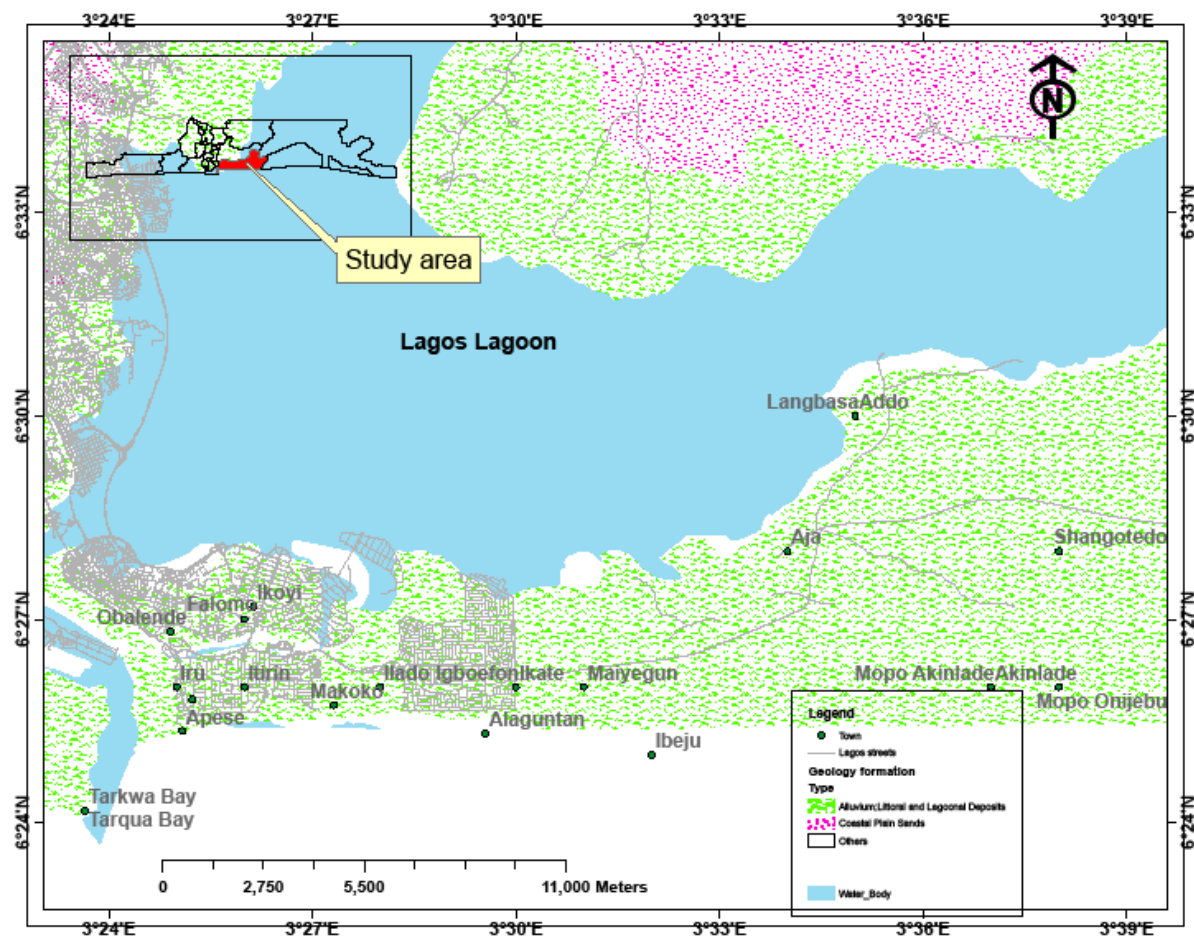 3°24'E 3°27'E 3°30'E 3°33'E 3°36'E 3°39'E
N
6°33'N 6°33'N
Study area
Lagos Lagoon
LangbasaAddo
6°30'N 6°30'N
Aja
Shangotedo
Ikoyi
Falomo
Obalende
6°27'N 6°27'N
Iru
Itirin
Makoko
Ilado Igboefon
Ikate
Maiyegun
Mopo Akinlade
Akinlade
Mopo Onijebu
Apese
Alaguntan
Ibeju
Tarkwa Bay
Tarqua Bay
6°24'N 6°24'N
Legend
Town
Lagos streets
Geology formation
Type
Alluvium;Littoral and Lagoonal Deposits
Coastal Plain Sands
Others
Water_Body
0 2,750 5,500 11,000 Meters
3°24'E 3°27'E 3°30'E 3°33'E 3°36'E 3°39'E